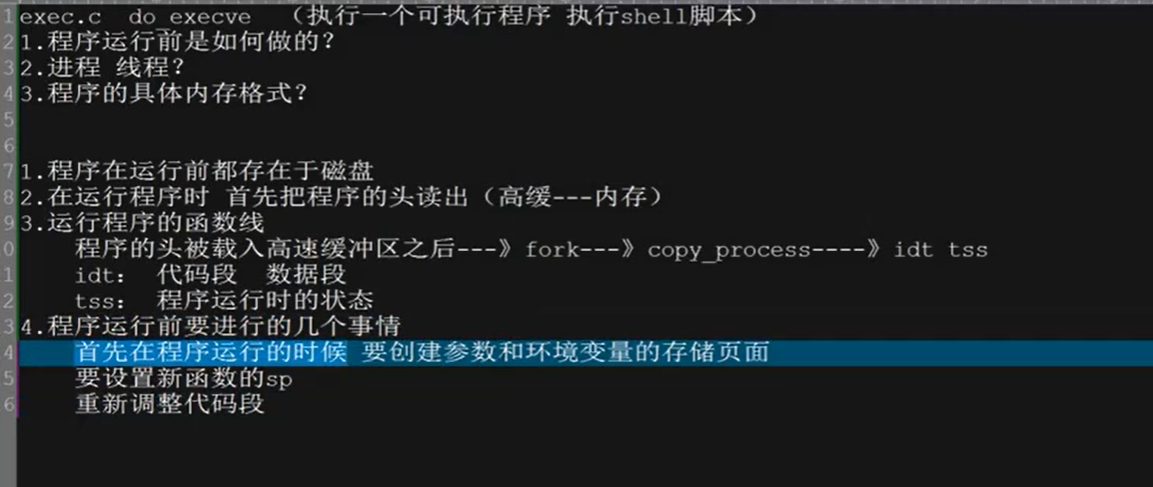 1 exec.c  do_execve   （执行一个可执行程序 执行shell脚本）
2 1.程序运行前是如何做的?
3 2.进程 线程?
4 3.程序的具体内存格式?
5
6
7 1.程序在运行前都存在于磁盘
8 2.在运行程序时 首先把程序的头读出（高缓---内存）
9 3.运行程序的函数线
0     程序的头被载入高速缓冲区之后---》fork---》copy_process----》idt tss
1     idt： 代码段  数据段
2     tss： 程序运行时的状态
3 4.程序运行前要进行的几个事情
4     首先在程序运行的时候 要创建参数和环境变量的存储页面
5     要设置新函数的sp
6     重新调整代码段